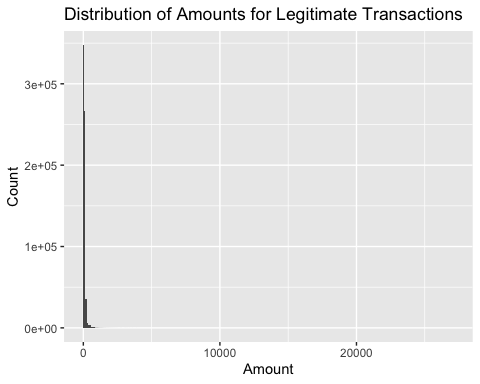 Distribution of Amounts for Legitimate Transactions
3e+05
2e+05
1e+05
0e+00
Count
0 10000 20000
Amount